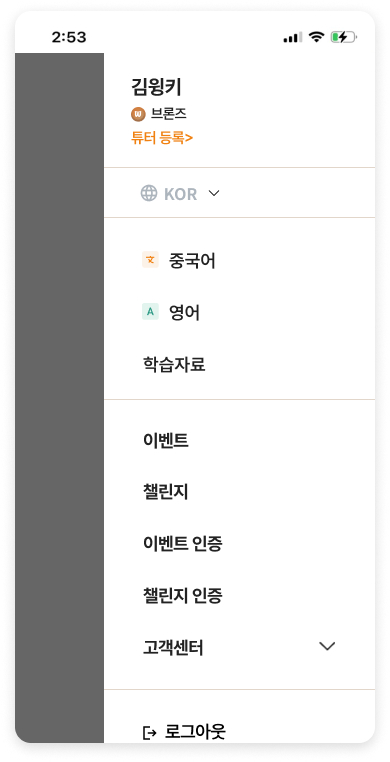 2:53
김윙키
브론즈
튜터 등록>
KOR
중국어
A 영어
학습자료
이벤트
챌린지
이벤트 인증
챌린지 인증
고객센터
로그아웃